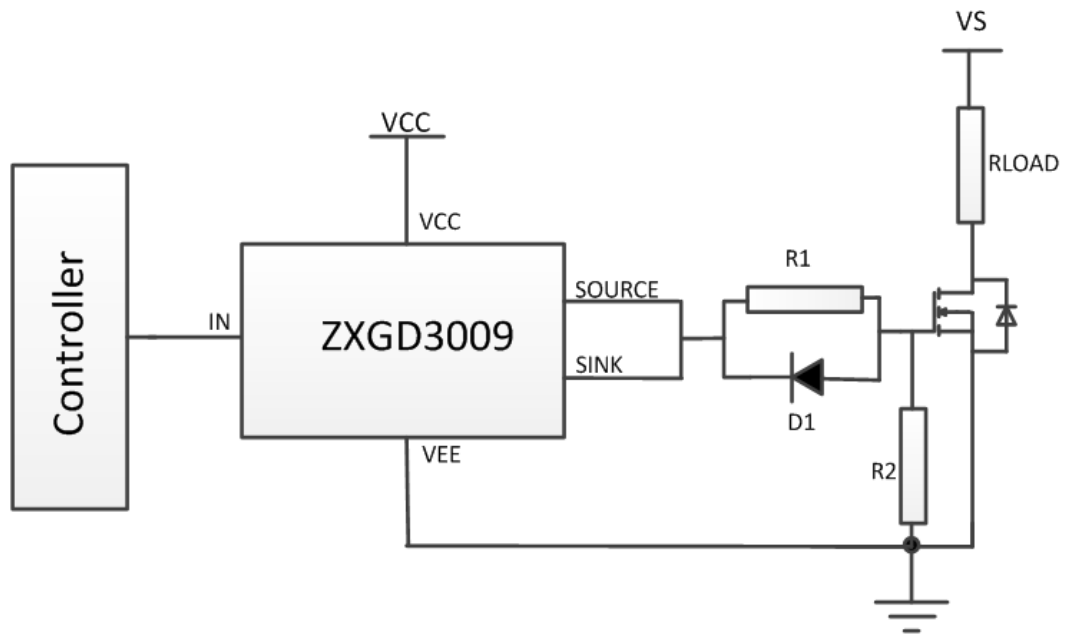 VS
VCC
RLOAD
VCC
Controller
R1
SOURCE
IN
ZXGD3009
SINK
D1
VEE
R2